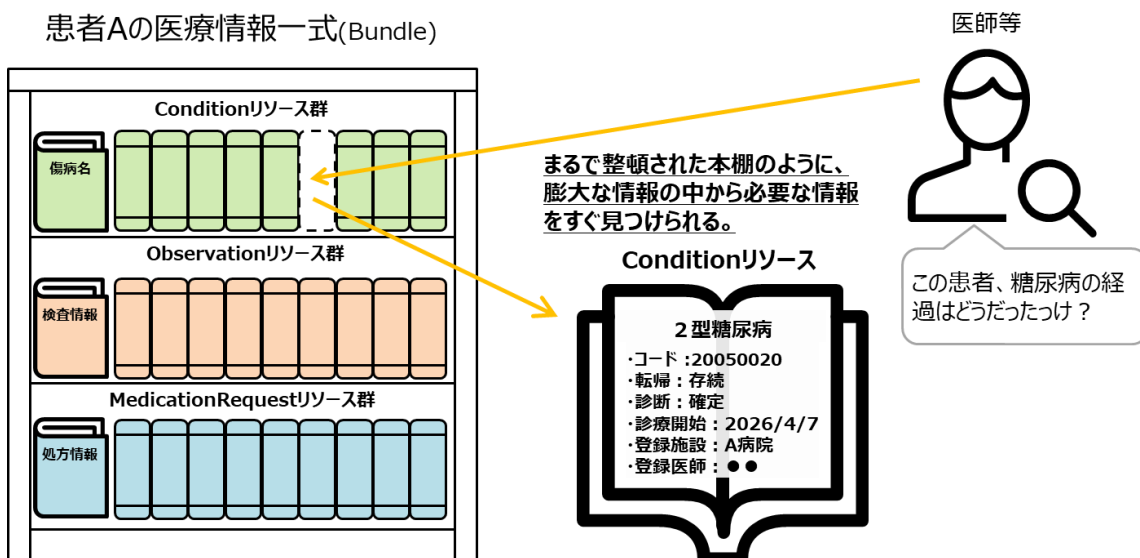 患者Aの医療情報一式(Bundle)
医師等
Conditionリソース群
傷病名
まるで整頓された本棚のように、
膨大な情報の中から必要な情報
をすぐ見つけられる。
Observationリソース群
検査情報
Conditionリソース
この患者、糖尿病の経
過はどうだったっけ？
２型糖尿病
・コード：20050020
・転帰：存続
・診断：確定
・診療開始：2026/4/7
・登録施設：A病院
・登録医師：●●
MedicationRequestリソース群
処方情報